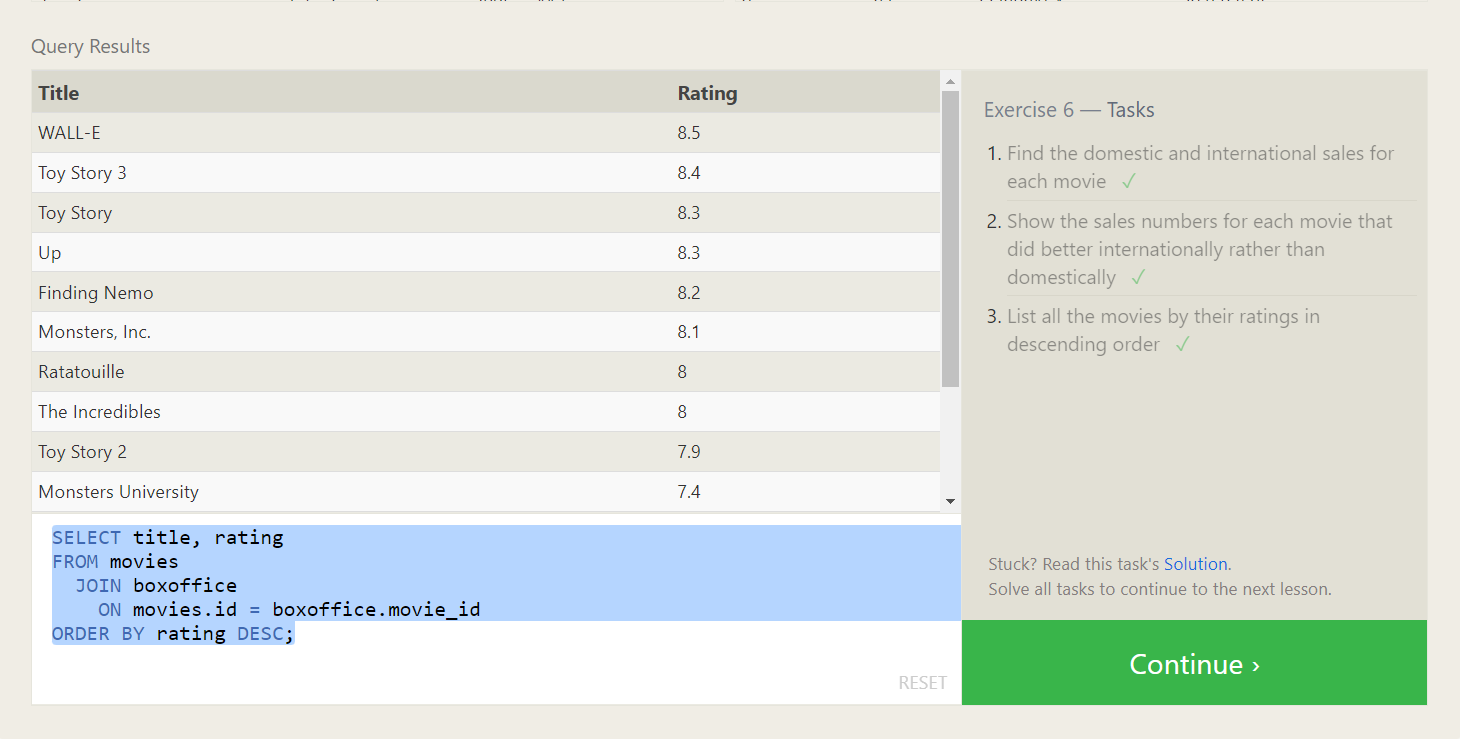 Query Results
Title Rating
WALL-E 8.5
Toy Story 3 8.4
Toy Story 8.3
Up 8.3
Finding Nemo 8.2
Monsters, Inc. 8.1
Ratatouille 8
The Incredibles 8
Toy Story 2 7.9
Monsters University 7.4
SELECT title, rating
FROM movies
  JOIN boxoffice
    ON movies.id = boxoffice.movie_id
ORDER BY rating DESC;
RESET
Exercise 6 — Tasks
1. Find the domestic and international sales for
each movie ✓
2. Show the sales numbers for each movie that
did better internationally rather than
domestically ✓
3. List all the movies by their ratings in
descending order ✓
Stuck? Read this task's Solution.
Solve all tasks to continue to the next lesson.
Continue ›